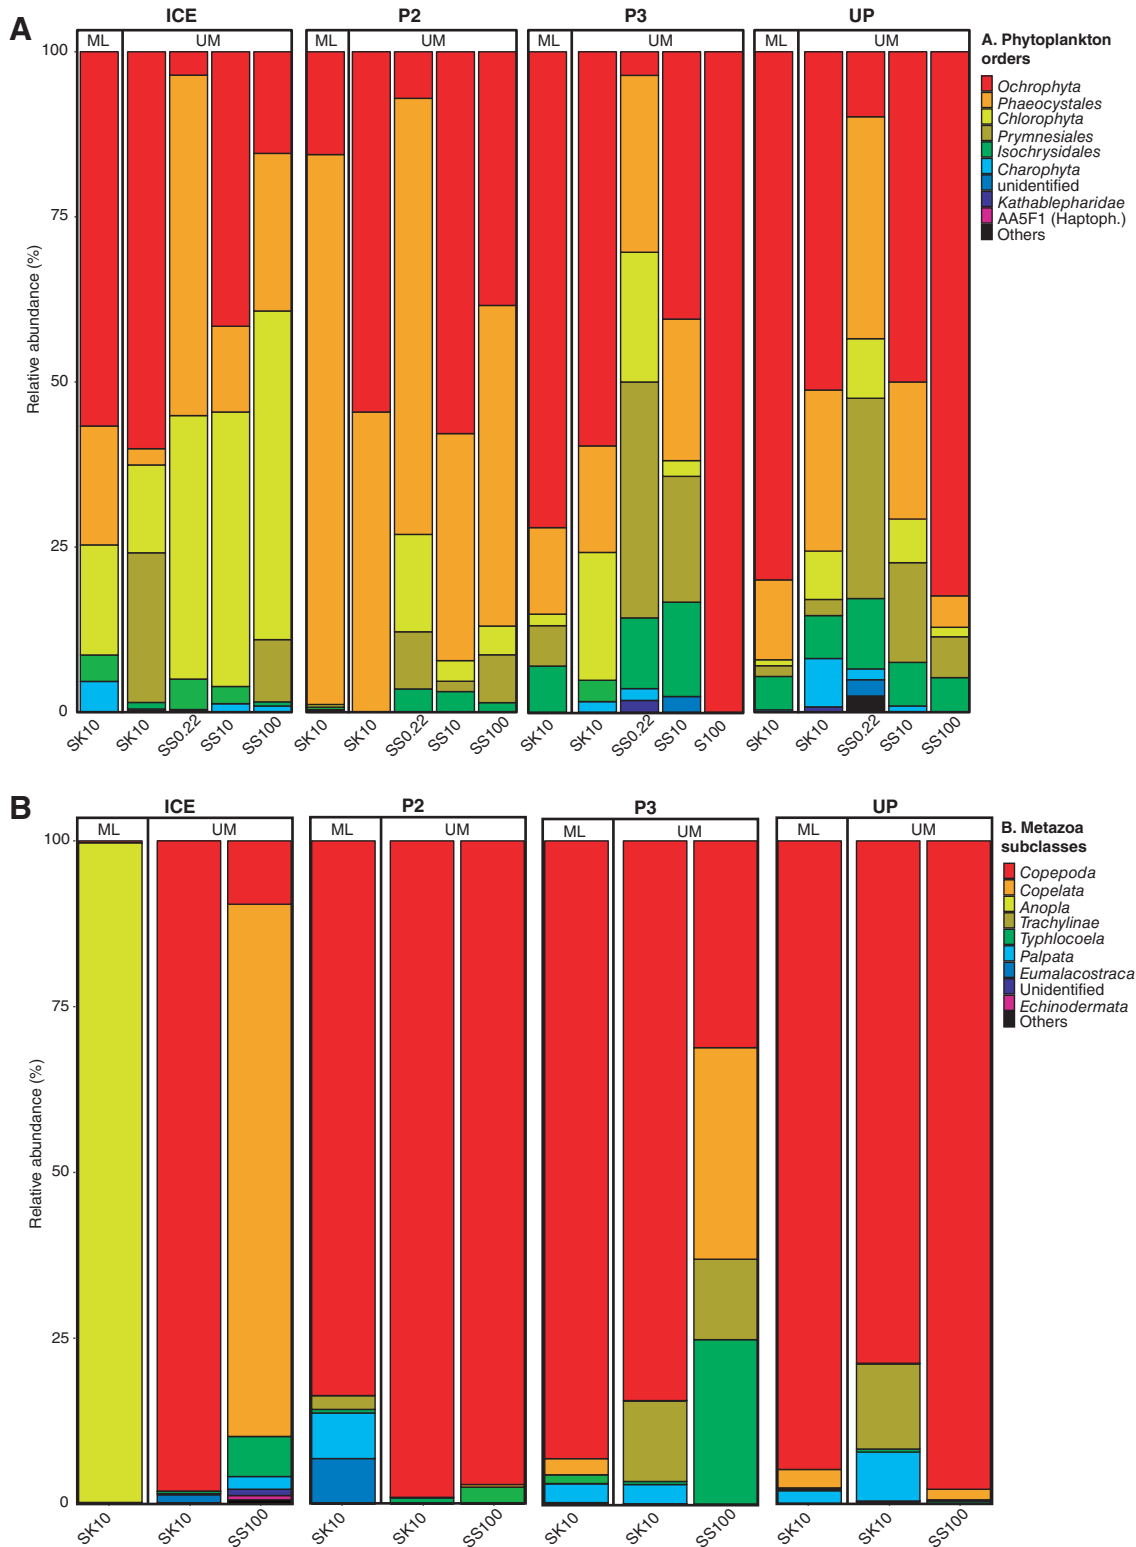 A
ICE P2 P3 UP
ML UM ML UM ML UM ML UM
A. Phytoplankton
orders
Ochrophyta
Phaeocystales
Chlorophyta
Prymnesiales
Isochrysidales
Charophyta
unidentified
Kathablepharidae
AA5F1 (Haptoph.)
Others
Relative abundance (%)
100
75
50
25
0
SK10 SK10 SS0.22 SS10 SS100 SK10 SK10 SS0.22 SS10 SS100 SK10 SK10 SS0.22 SS10 S100 SK10 SK10 SS0.22 SS10 SS100
B
ICE P2 P3 UP
ML UM ML UM ML UM ML UM
B. Metazoa
subclasses
Copepoda
Copelata
Anopla
Trachylinae
Typhlocoela
Palpata
Eumalacostraca
Unidentified
Echinodermata
Others
Relative abundance (%)
100
75
50
25
0
SK10 SK10 SS100 SK10 SK10 SS100 SK10 SK10 SS100 SK10 SK10 SS100